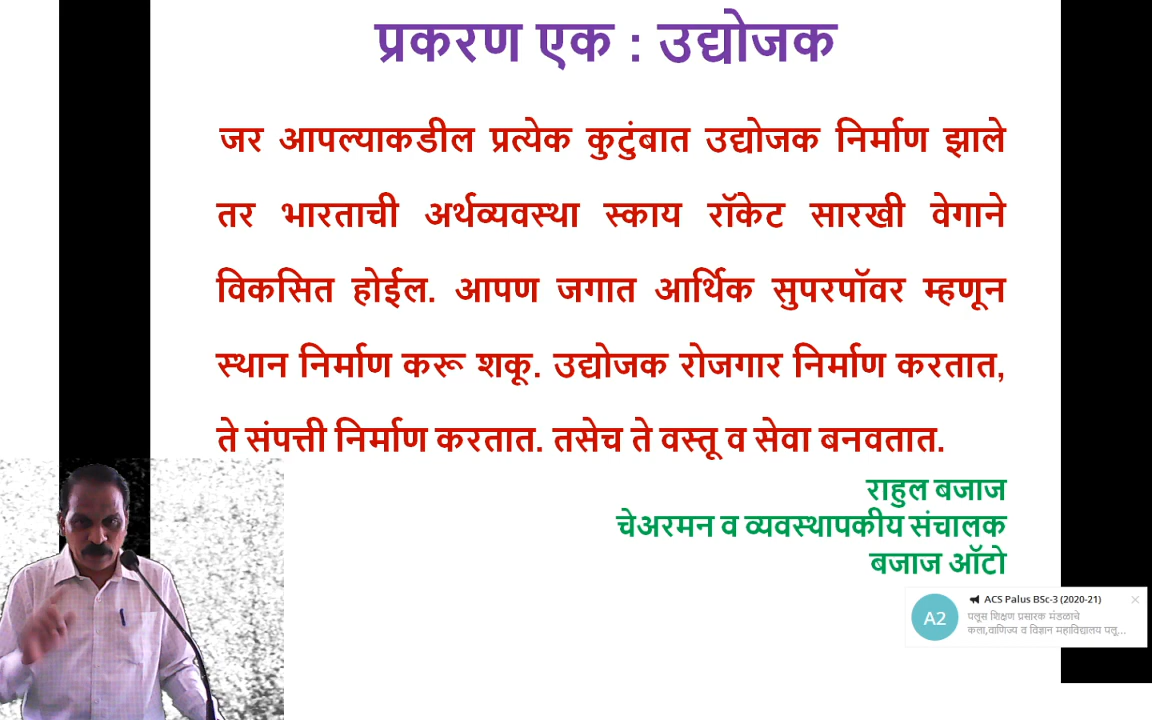 प्रकरण एक : उद्योजक
जर आपल्याकडील प्रत्येक कुटुंबात उद्योजक निर्माण झाले
तर भारताची अर्थव्यवस्था स्काय रॉकेट सारखी वेगाने
विकसित होईल. आपण जगात आर्थिक सुपरपॉवर म्हणून
स्थान निर्माण करू शकू. उद्योजक रोजगार निर्माण करतात,
ते संपत्ती निर्माण करतात. तसेच ते वस्तू व सेवा बनवतात.
राहुल बजाज
चेअरमन व व्यवस्थापकीय संचालक
बजाज ऑटो
A2
ACS Palus BSc-3 (2020-21)
पलूस शिक्षण प्रसारक मंडळाचे
कला,वाणिज्य व विज्ञान महाविद्यालय पलू...